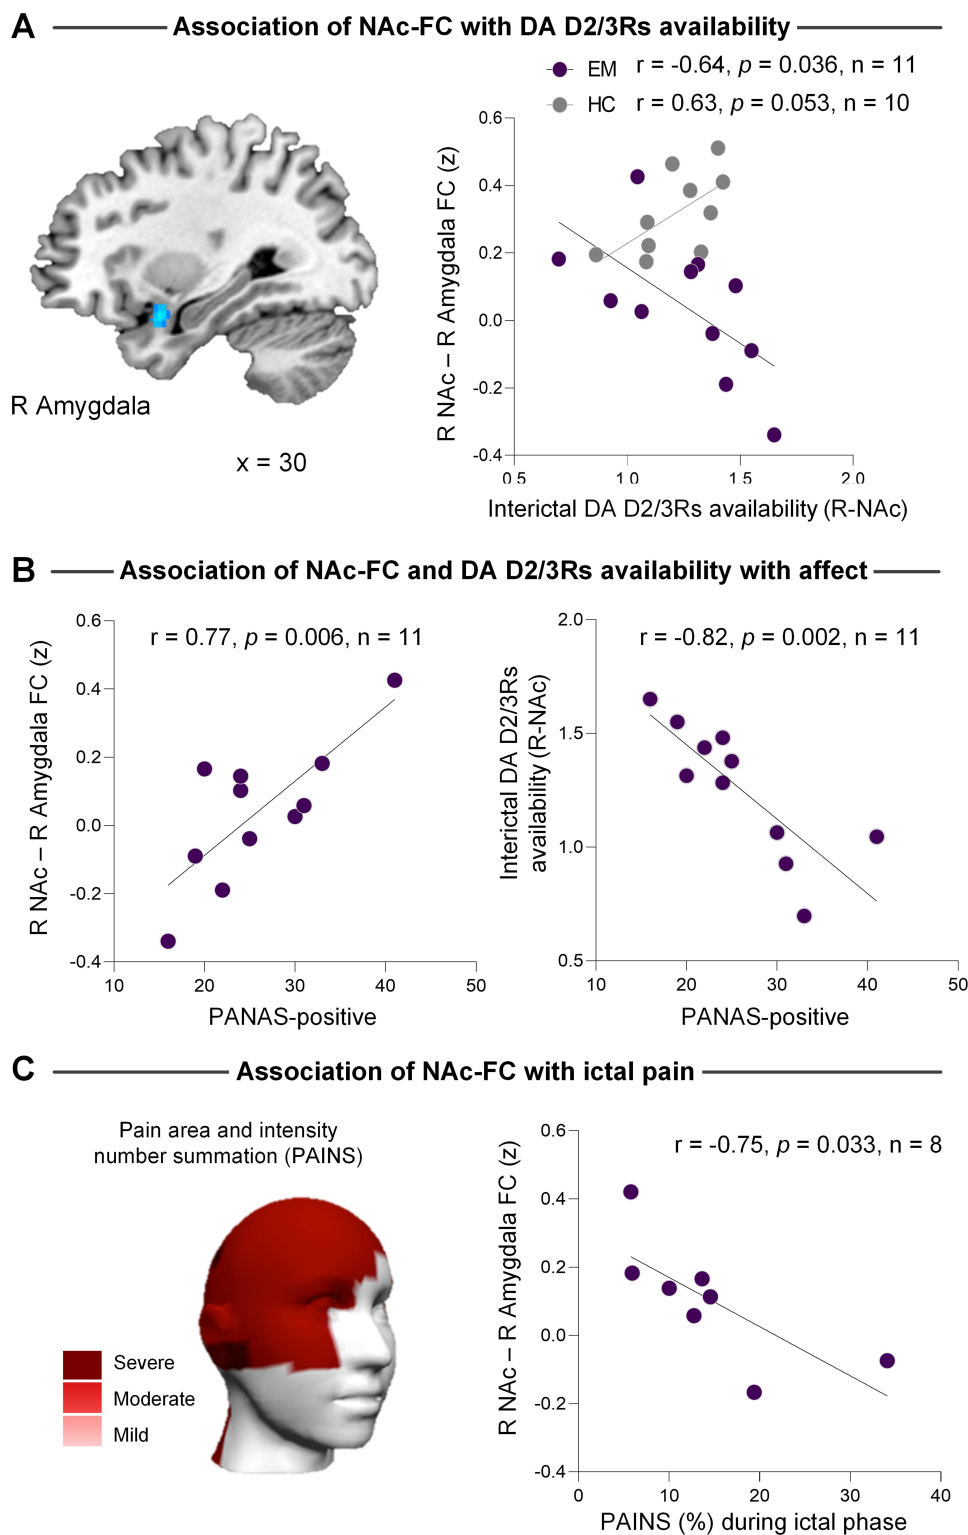 A Association of NAc-FC with DA D2/3Rs availability
EM r = -0.64, p = 0.036, n = 11
HC r = 0.63, p = 0.053, n = 10
R Amygdala
x = 30
R NAc – R Amygdala FC (z)
0.6
0.4
0.2
0.0
-0.2
-0.4
0.5 1.0 1.5 2.0
Interictal DA D2/3Rs availability (R-NAc)
B Association of NAc-FC and DA D2/3Rs availability with affect
r = 0.77, p = 0.006, n = 11
R NAc – R Amygdala FC (z)
0.6
0.4
0.2
0.0
-0.2
-0.4
10 20 30 40 50
PANAS-positive
r = -0.82, p = 0.002, n = 11
Interictal DA D2/3Rs
availability (R-NAc)
2.0
1.5
1.0
0.5
10 20 30 40 50
PANAS-positive
C Association of NAc-FC with ictal pain
Pain area and intensity
number summation (PAINS)
Severe
Moderate
Mild
r = -0.75, p = 0.033, n = 8
R NAc – R Amygdala FC (z)
0.6
0.4
0.2
0.0
-0.2
-0.4
0 10 20 30 40
PAINS (%) during ictal phase